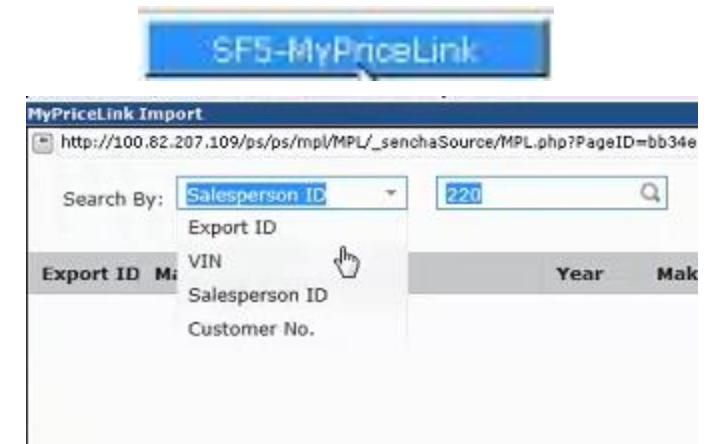 SF5-MyPriceLink
MyPriceLink Import
http://100.82.207.109/ps/ps/mpl/MPL/_senchaSource/MPL.php?PageID=bb34e
Search By: Salesperson ID 220
Export ID
VIN
Salesperson ID
Customer No.
Export ID Ma Year Mak